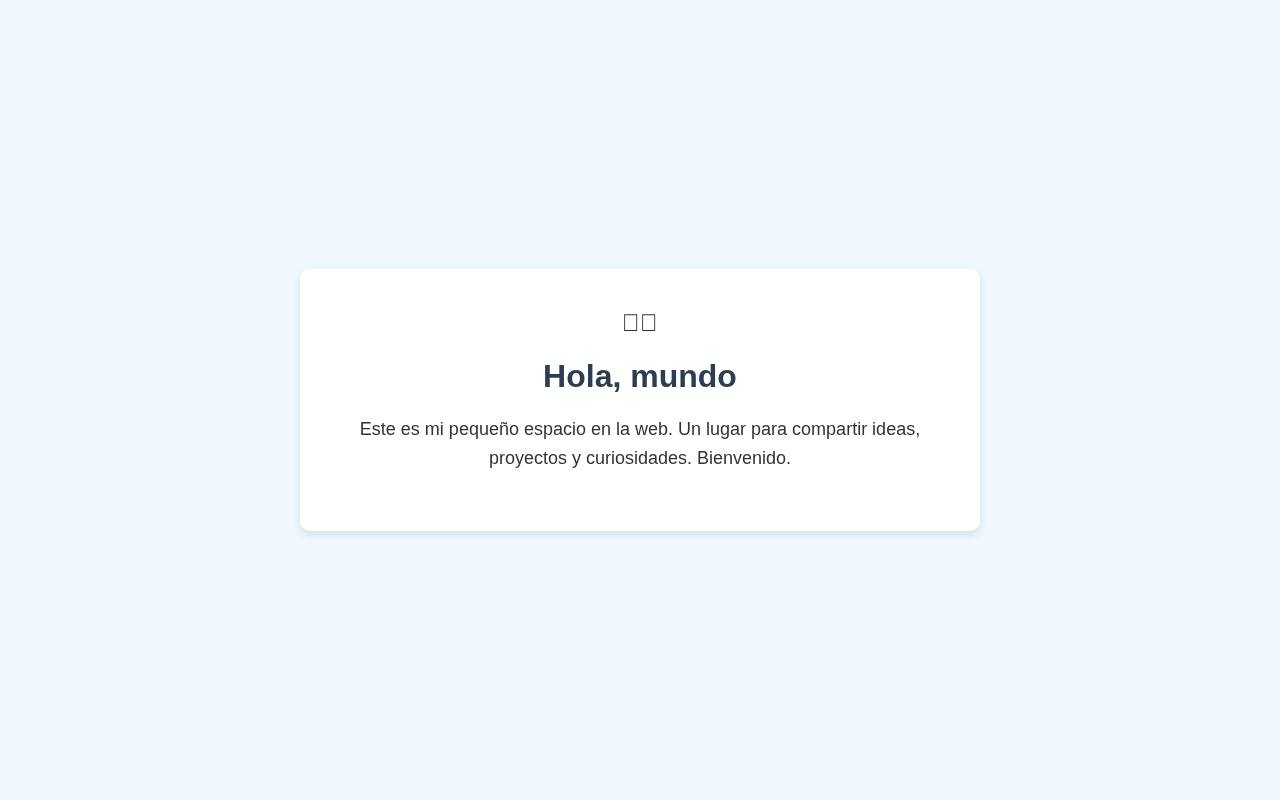 Hola, mundo
Este es mi pequeño espacio en la web. Un lugar para compartir ideas,
proyectos y curiosidades. Bienvenido.